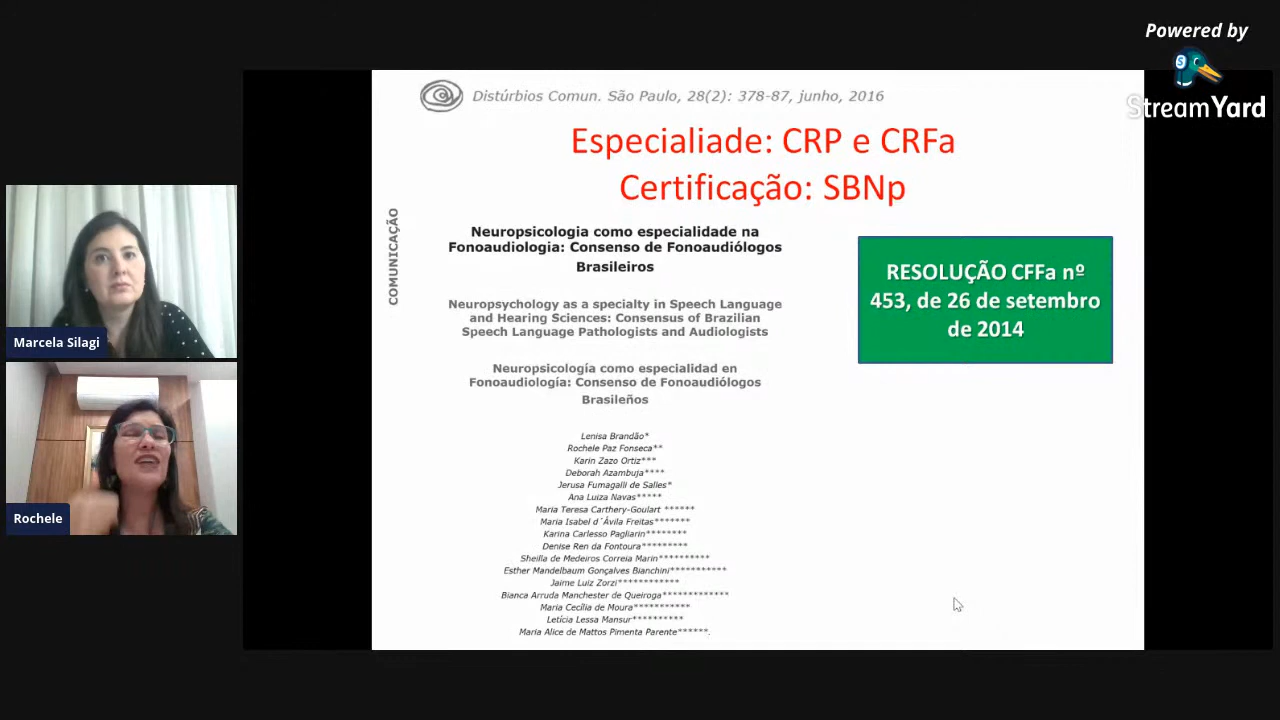 Powered by
StreamYard
Distúrbios Comun. São Paulo, 28(2): 378-87, junho, 2016
Especialiade: CRP e CRFa
Certificação: SBNp
COMUNICAÇÃO
Neuropsicologia como especialidade na
Fonoaudiologia: Consenso de Fonoaudiólogos
Brasileiros
Neuropsychology as a specialty in Speech Language
and Hearing Sciences: Consensus of Brazilian
Speech Language Pathologists and Audiologists
Neuropsicología como especialidad en
Fonoaudiología: Consenso de Fonoaudiólogos
Brasileños
RESOLUÇÃO CFFa nº
453, de 26 de setembro
de 2014
Lenisa Brandão*
Rochele Paz Fonseca**
Karin Zazo Ortiz***
Deborah Azambuja****
Jerusa Fumagalli de Salles*
Ana Luiza Navas*****
Maria Teresa Carthery-Goulart ******
Maria Isabel d´Ávila Freitas*******
Karina Carlesso Pagliarin********
Denise Ren da Fontoura*********
Sheilla de Medeiros Correia Marin**********
Esther Mandelbaum Gonçalves Bianchini***********
Jaime Luiz Zorzi************
Bianca Arruda Manchester de Queiroga*************
Maria Cecília de Moura***********
Letícia Lessa Mansur**********
Maria Alice de Mattos Pimenta Parente******.
Marcela Silagi
Rochele